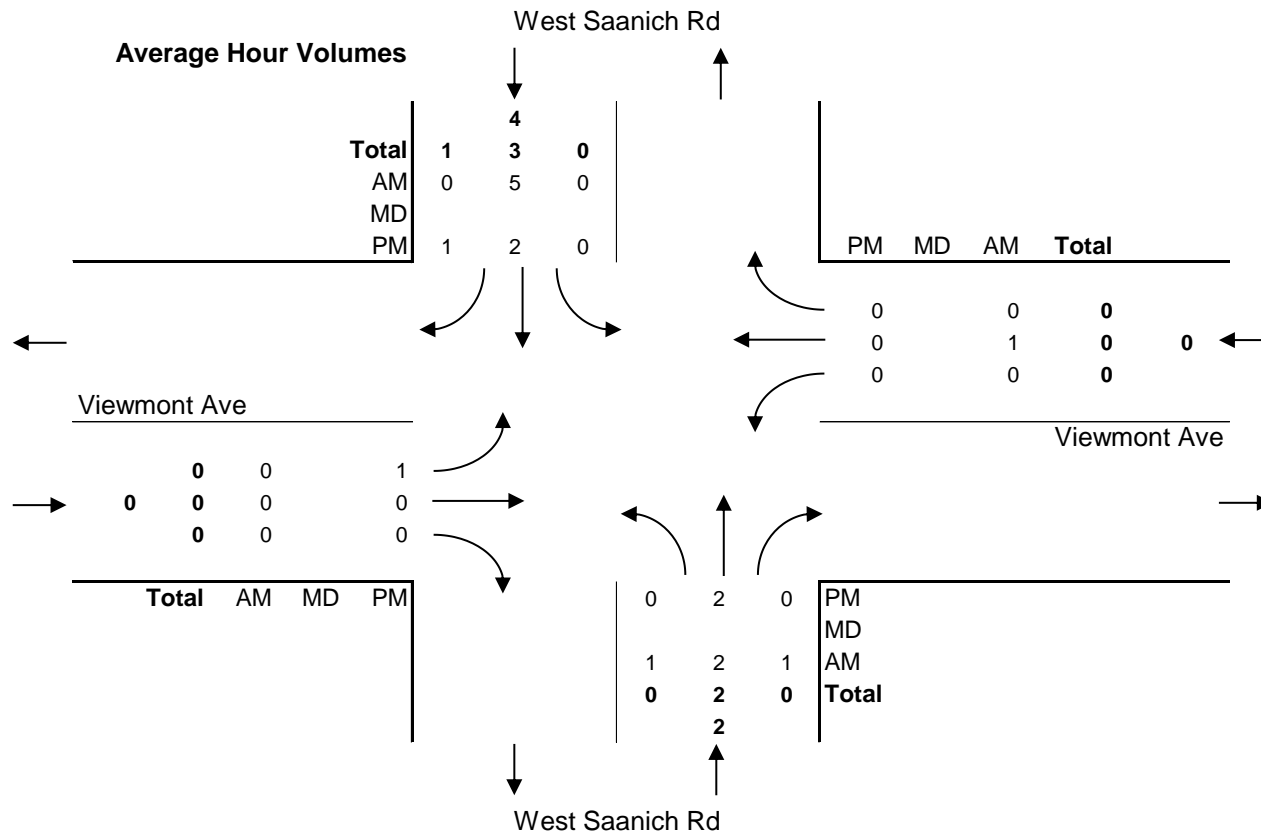 West Saanich Rd
Average Hour Volumes
4
Total 1 3 0
AM 0 5 0
MD
PM 1 2 0
PM MD AM Total
0 0 0
0 1 0 0
0 0 0
Viewmont Ave
Viewmont Ave
0 0 1
0 0 0 0
0 0 0
Total AM MD PM
0 2 0 PM
MD
1 2 1 AM
0 2 0 Total
2
West Saanich Rd